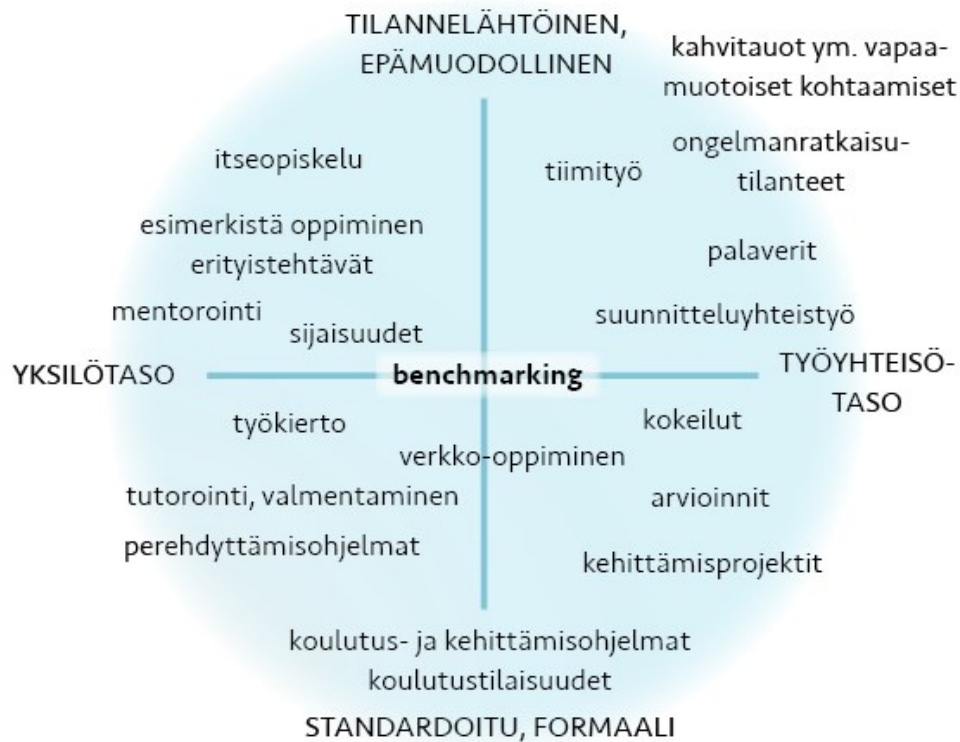 TILANNELÄHTÖINEN,
EPÄMUODOLLINEN
kahvitauot ym. vapaa-
muotoiset kohtaamiset
itseopiskelu
tiimityö
ongelmanratkaisu-
tilanteet
esimerkistä oppiminen
erityistehtävät
palaverit
mentorointi
sijaisuudet
suunnitteluyhteistyö
YKSILÖTASO
benchmarking
TYÖYHTEISÖ-
TASO
työkierto
kokeilut
verkko-oppiminen
tutorointi, valmentaminen
arvioinnit
perehdyttämisohjelmat
kehittämisprojektit
koulutus- ja kehittämisohjelmat
koulutustilaisuudet
STANDARDOITU, FORMAALI